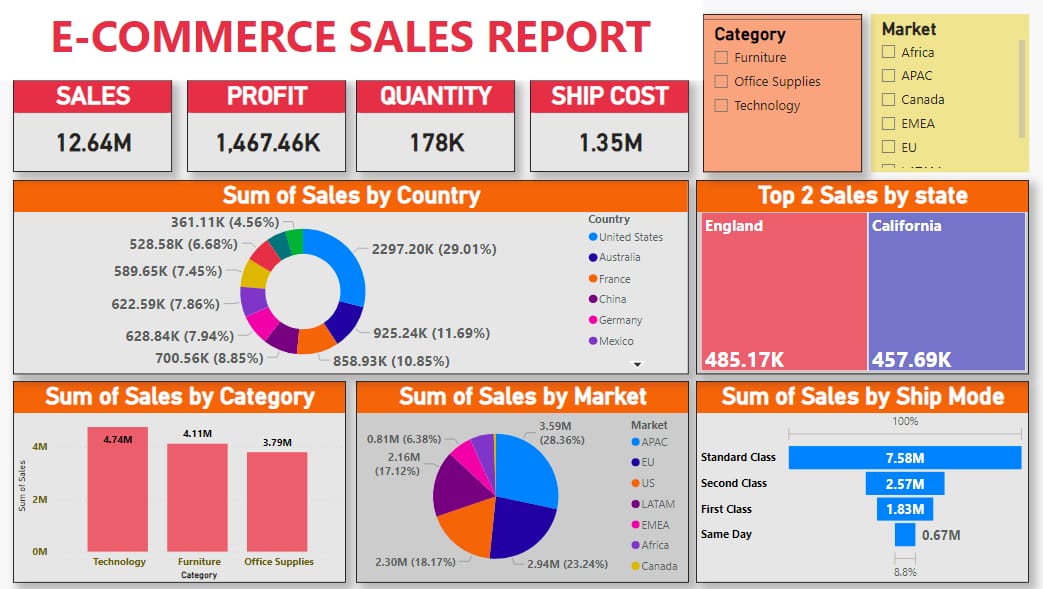 E-COMMERCE SALES REPORT
Category
Furniture
Office Supplies
Technology
Market
Africa
APAC
Canada
EMEA
EU
SALES
12.64M
PROFIT
1,467.46K
QUANTITY
178K
SHIP COST
1.35M
Sum of Sales by Country
361.11K (4.56%)
528.58K (6.68%)
589.65K (7.45%)
622.59K (7.86%)
628.84K (7.94%)
700.56K (8.85%)
2297.20K (29.01%)
925.24K (11.69%)
858.93K (10.85%)
Country
United States
Australia
France
China
Germany
Mexico
Top 2 Sales by state
England
485.17K
California
457.69K
Sum of Sales by Category
Sum of Sales
4M
2M
0M
4.74M
4.11M
3.79M
Technology
Furniture
Office Supplies
Category
Sum of Sales by Market
0.81M (6.38%)
2.16M
(17.12%)
2.30M (18.17%)
3.59M
(28.36%)
2.94M (23.24%)
Market
APAC
EU
US
LATAM
EMEA
Africa
Canada
Sum of Sales by Ship Mode
100%
Standard Class
7.58M
Second Class
2.57M
First Class
1.83M
Same Day
0.67M
8.8%